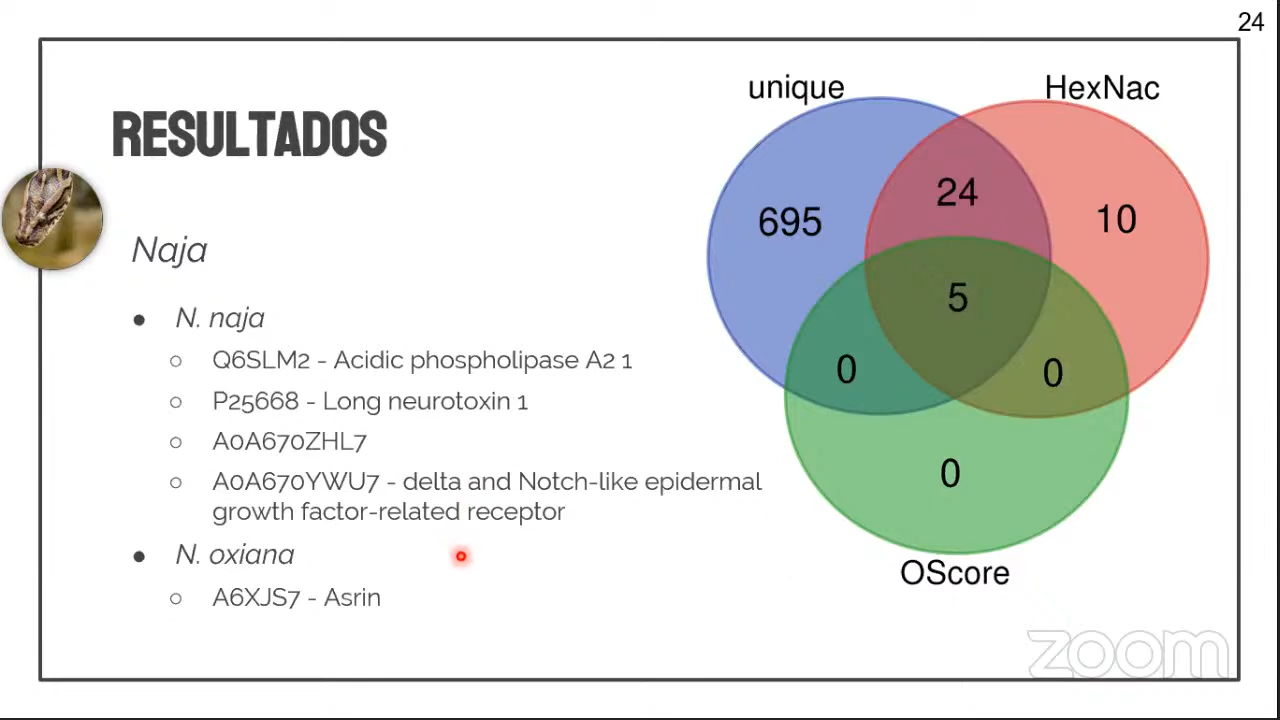 24
RESULTADOS
Naja
● N. naja
○ Q6SLM2 - Acidic phospholipase A2 1
○ P25668 - Long neurotoxin 1
○ A0A670ZHL7
○ A0A670YWU7 - delta and Notch-like epidermal
growth factor-related receptor
● N. oxiana
○ A6XJS7 - Asrin
unique
HexNac
695
24
10
5
0
0
0
OScore
zoom